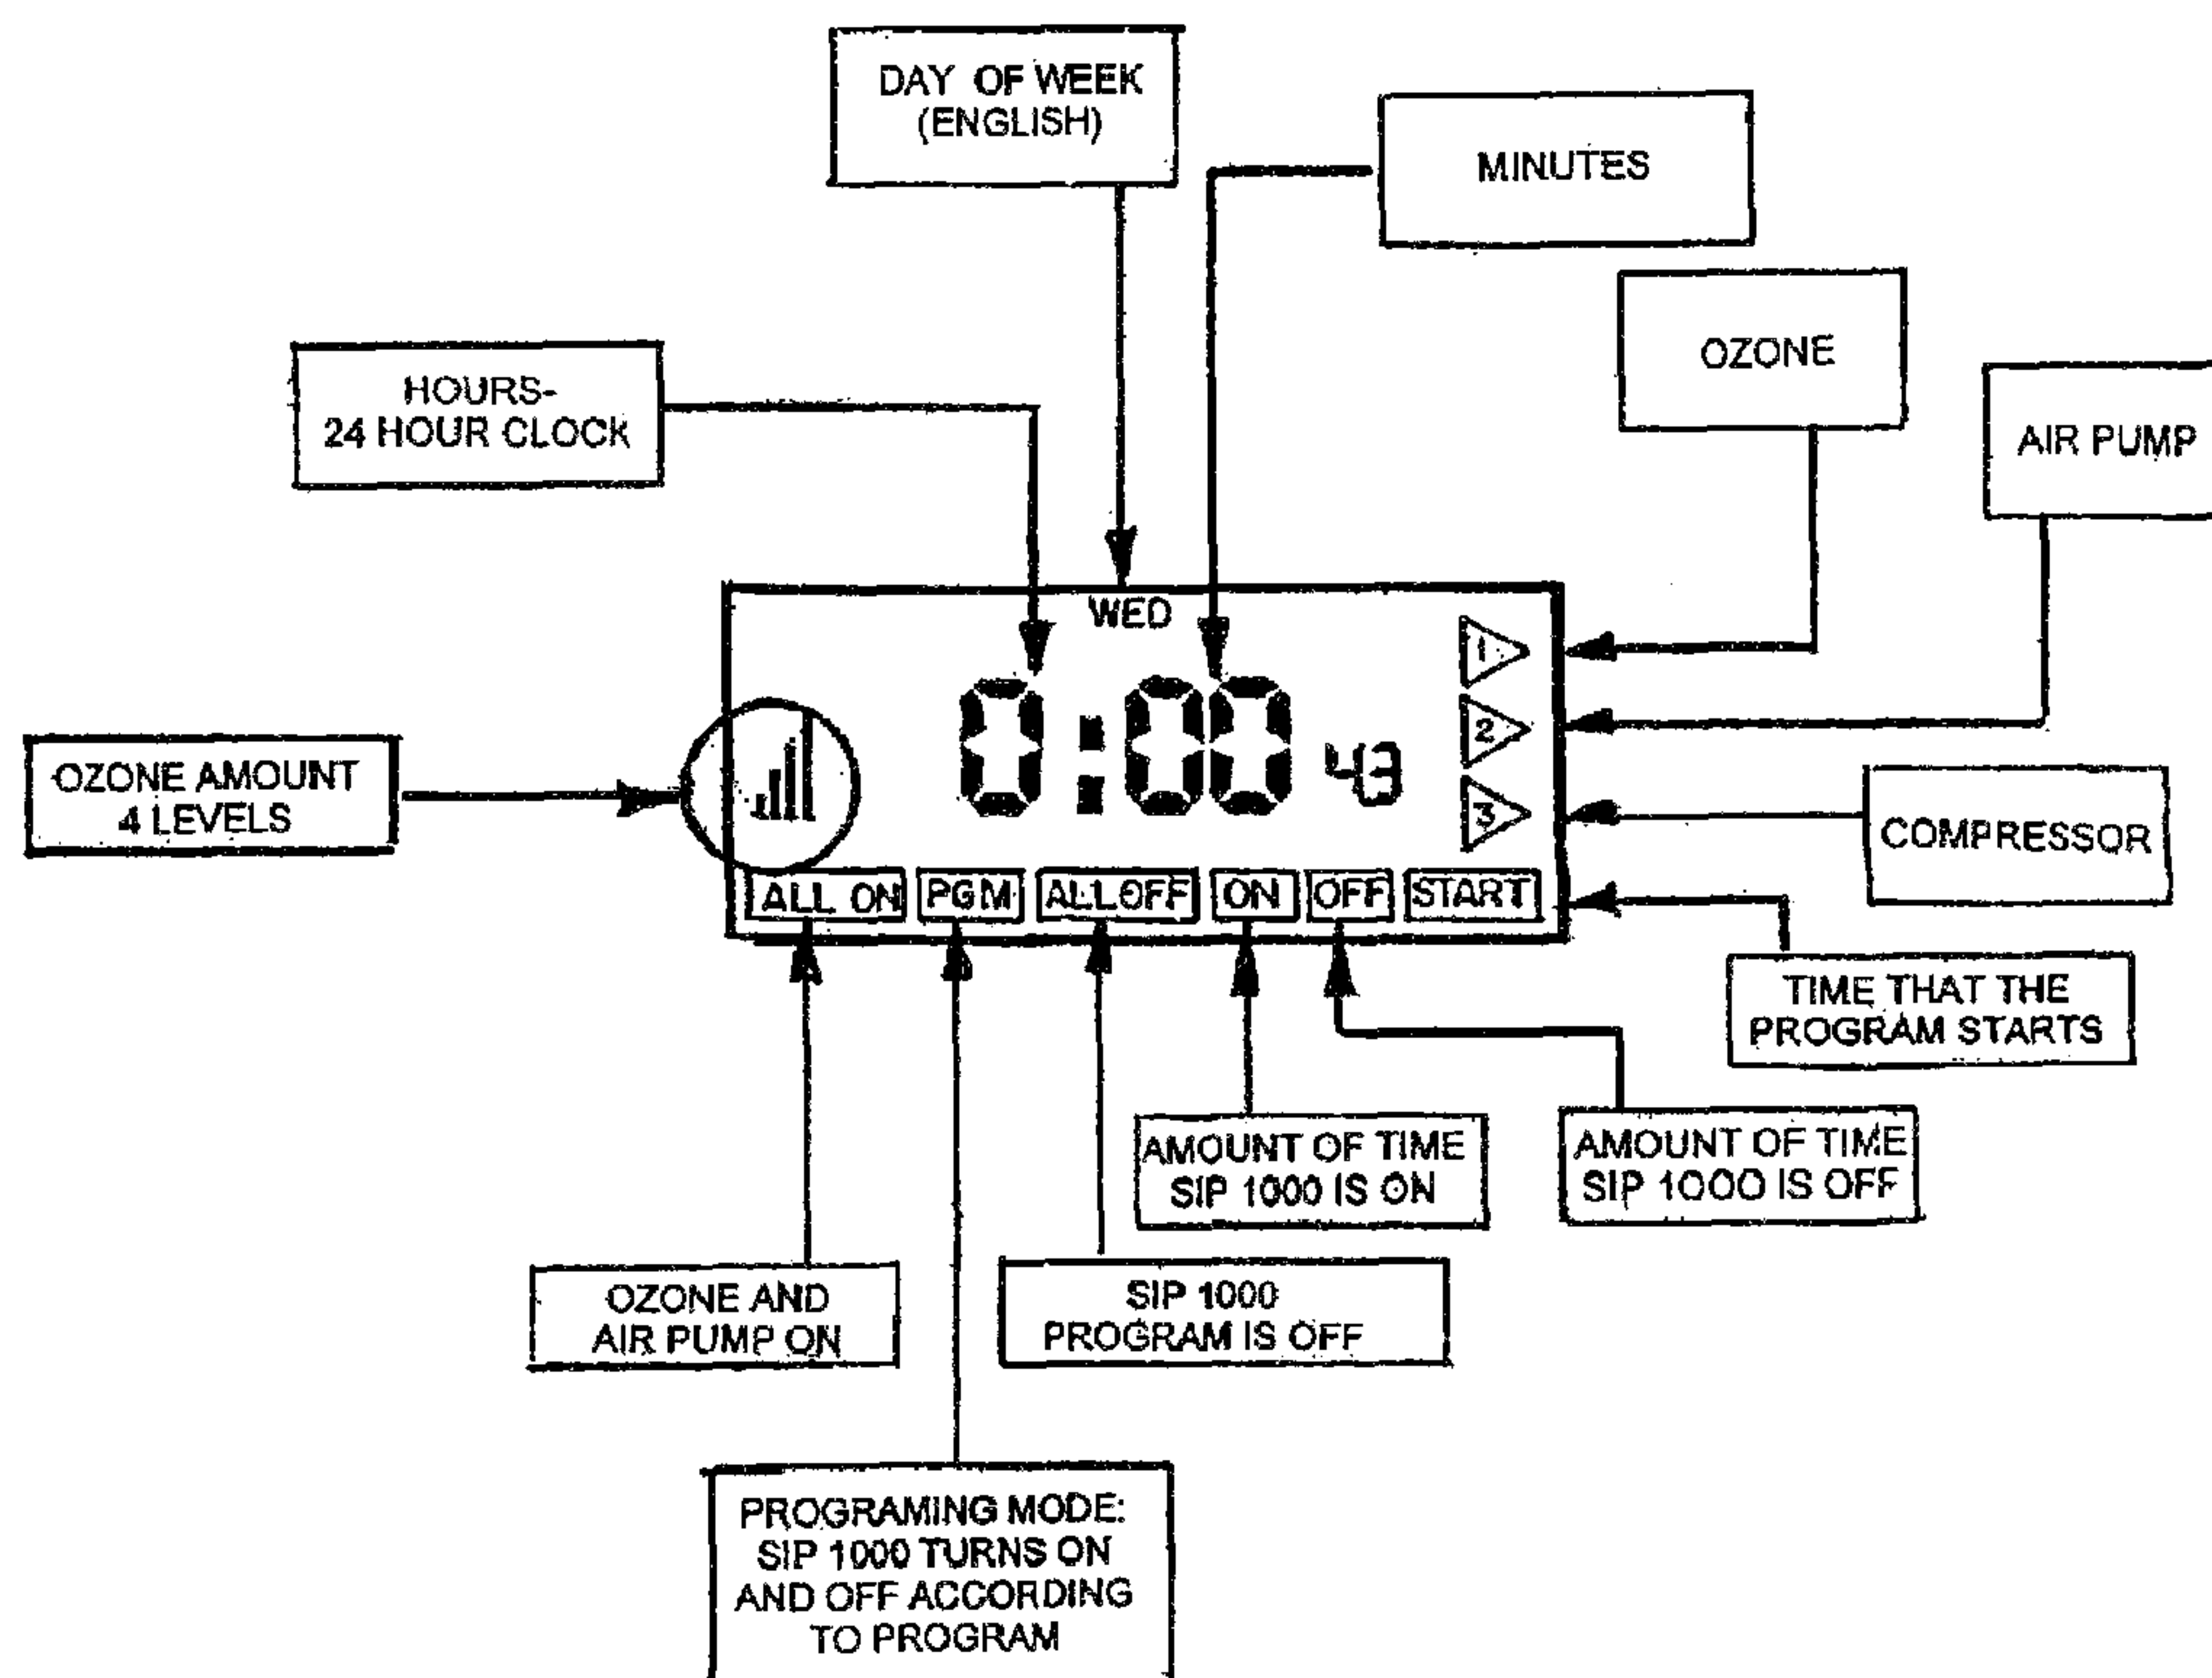 DAY OF WEEK
(ENGLISH)
MINUTES
OZONE
AIR PUMP
HOURS-
24 HOUR CLOCK
WED
0:00 43
1
2
3
OZONE AMOUNT
4 LEVELS
COMPRESSOR
ALL ON PGM ALL OFF ON OFF START
TIME THAT THE
PROGRAM STARTS
AMOUNT OF TIME
SIP 1000 IS ON
AMOUNT OF TIME
SIP 1000 IS OFF
OZONE AND
AIR PUMP ON
SIP 1000
PROGRAM IS OFF
PROGRAMING MODE:
SIP 1000 TURNS ON
AND OFF ACCORDING
TO PROGRAM